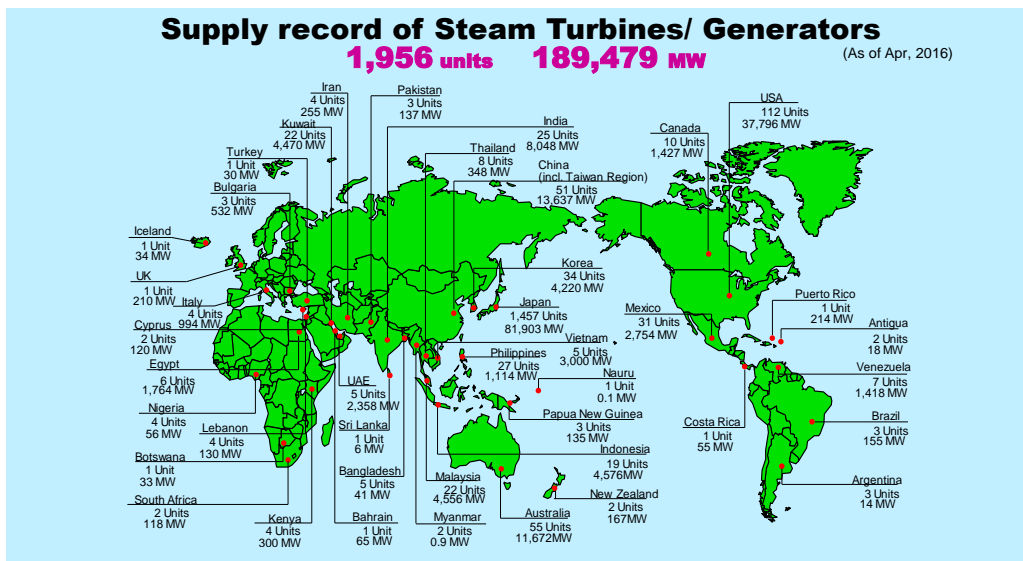 Supply record of Steam Turbines/ Generators
1,956 units 189,479 MW
(As of Apr, 2016)
Iran
4 Units
255 MW
Pakistan
3 Units
137 MW
USA
112 Units
37,796 MW
Kuwait
22 Units
4,470 MW
India
25 Units
8,048 MW
Canada
10 Units
1,427 MW
Turkey
1 Unit
30 MW
Thailand
8 Units
348 MW
China
(incl. Taiwan Region)
51 Units
13,637 MW
Bulgaria
3 Units
532 MW
Iceland
1 Unit
34 MW
UK
1 Unit
210 MW
Italy
4 Units
994 MW
Korea
34 Units
4,220 MW
Japan
1,457 Units
81,903 MW
Mexico
31 Units
2,754 MW
Puerto Rico
1 Unit
214 MW
Antigua
2 Units
18 MW
Cyprus
2 Units
120 MW
Vietnam
5 Units
3,000 MW
Philippines
27 Units
1,114 MW
Egypt
6 Units
1,764 MW
UAE
5 Units
2,358 MW
Nauru
1 Unit
0.1 MW
Venezuela
7 Units
1,418 MW
Nigeria
4 Units
56 MW
Lebanon
4 Units
130 MW
Sri Lanka
1 Unit
6 MW
Papua New Guinea
3 Units
135 MW
Costa Rica
1 Unit
55 MW
Brazil
3 Units
155 MW
Botswana
1 Unit
33 MW
Bangladesh
5 Units
41 MW
Malaysia
22 Units
4,556 MW
Indonesia
19 Units
4,576MW
Argentina
3 Units
14 MW
South Africa
2 Units
118 MW
Kenya
4 Units
300 MW
Bahrain
1 Unit
65 MW
Myanmar
2 Units
0.9 MW
Australia
55 Units
11,672MW
New Zealand
2 Units
167MW